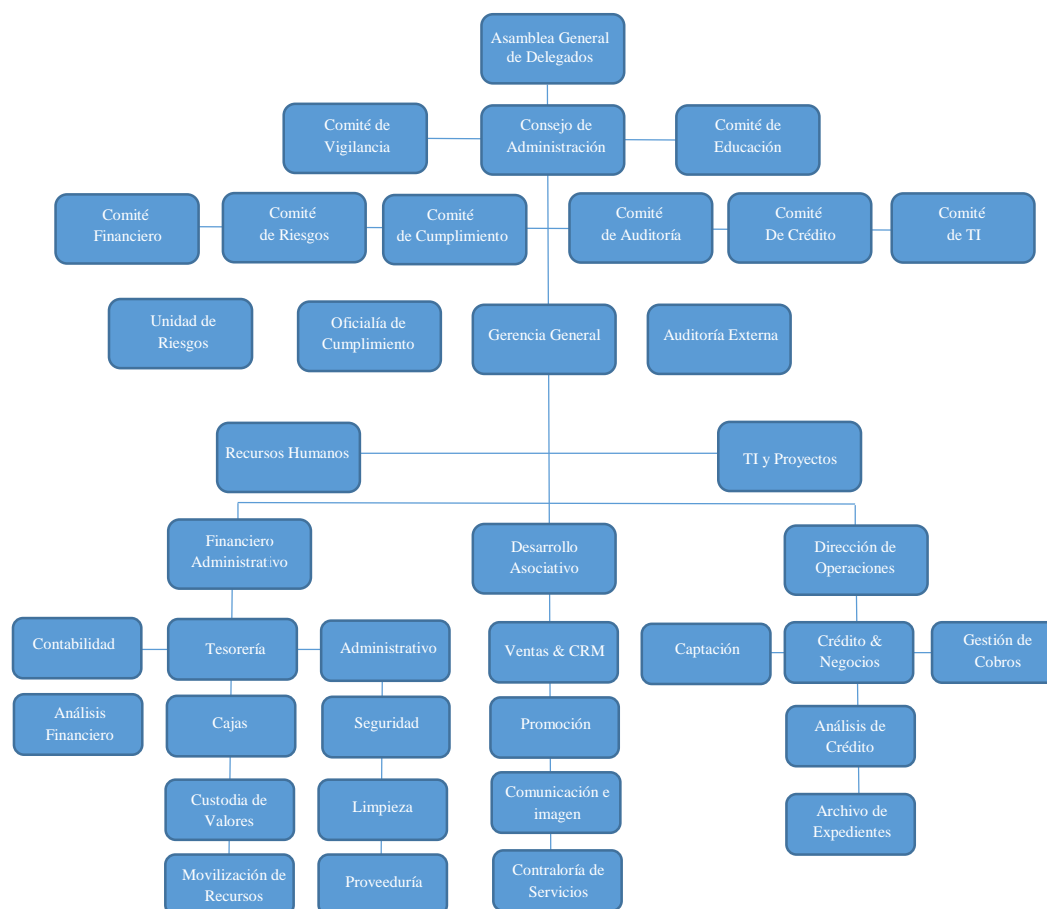 Asamblea General
de Delegados
Comité de
Vigilancia
Consejo de
Administración
Comité de
Educación
Comité
Financiero
Comité
de Riesgos
Comité
de Cumplimiento
Comité
de Auditoría
Comité
De Crédito
Comité
de TI
Unidad de
Riesgos
Oficialía de
Cumplimiento
Gerencia General
Auditoría Externa
Recursos Humanos
TI y Proyectos
Financiero
Administrativo
Desarrollo
Asociativo
Dirección de
Operaciones
Contabilidad
Tesorería
Administrativo
Ventas & CRM
Captación
Crédito &
Negocios
Gestión de
Cobros
Análisis
Financiero
Cajas
Seguridad
Promoción
Análisis de
Crédito
Custodia de
Valores
Limpieza
Comunicación e
imagen
Archivo de
Expedientes
Movilización de
Recursos
Proveeduría
Contraloría de
Servicios